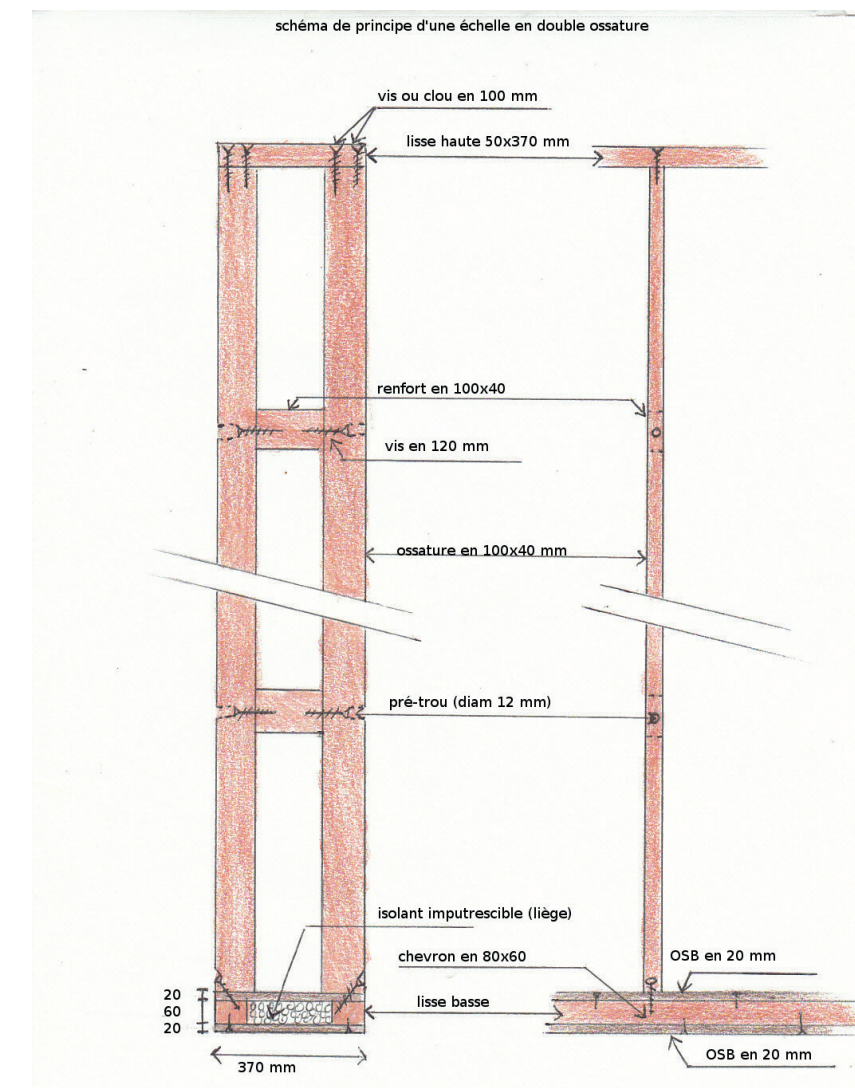 schéma de principe d'une échelle en double ossature
vis ou clou en 100 mm
lisse haute 50x370 mm
renfort en 100x40
vis en 120 mm
ossature en 100x40 mm
pré-trou (diam 12 mm)
isolant imputrescible (liège)
chevron en 80x60
OSB en 20 mm
20
60
20
lisse basse
370 mm
OSB en 20 mm